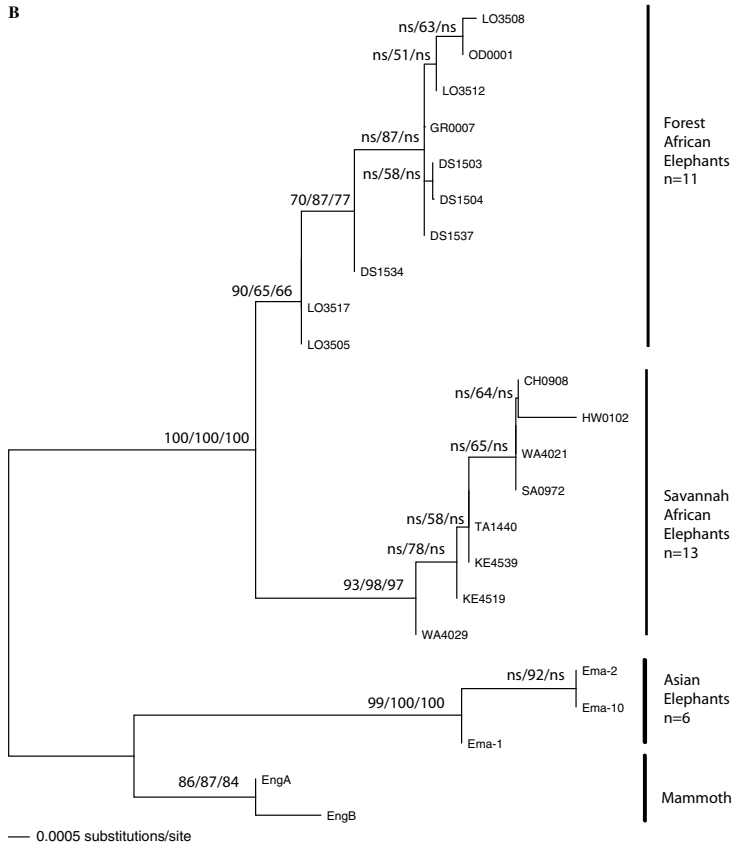 B
LO3508
ns/63/ns
OD0001
ns/51/ns
LO3512
Forest
African
Elephants
n=11
GR0007
ns/87/ns
DS1503
ns/58/ns
DS1504
70/87/77
DS1537
DS1534
90/65/66
LO3517
LO3505
CH0908
ns/64/ns
HW0102
100/100/100
ns/65/ns
WA4021
SA0972
Savannah
African
Elephants
n=13
ns/58/ns
TA1440
ns/78/ns
KE4539
93/98/97
KE4519
WA4029
ns/92/ns
Ema-2
Asian
Elephants
n=6
99/100/100
Ema-10
Ema-1
86/87/84
EngA
Mammoth
EngB
0.0005 substitutions/site